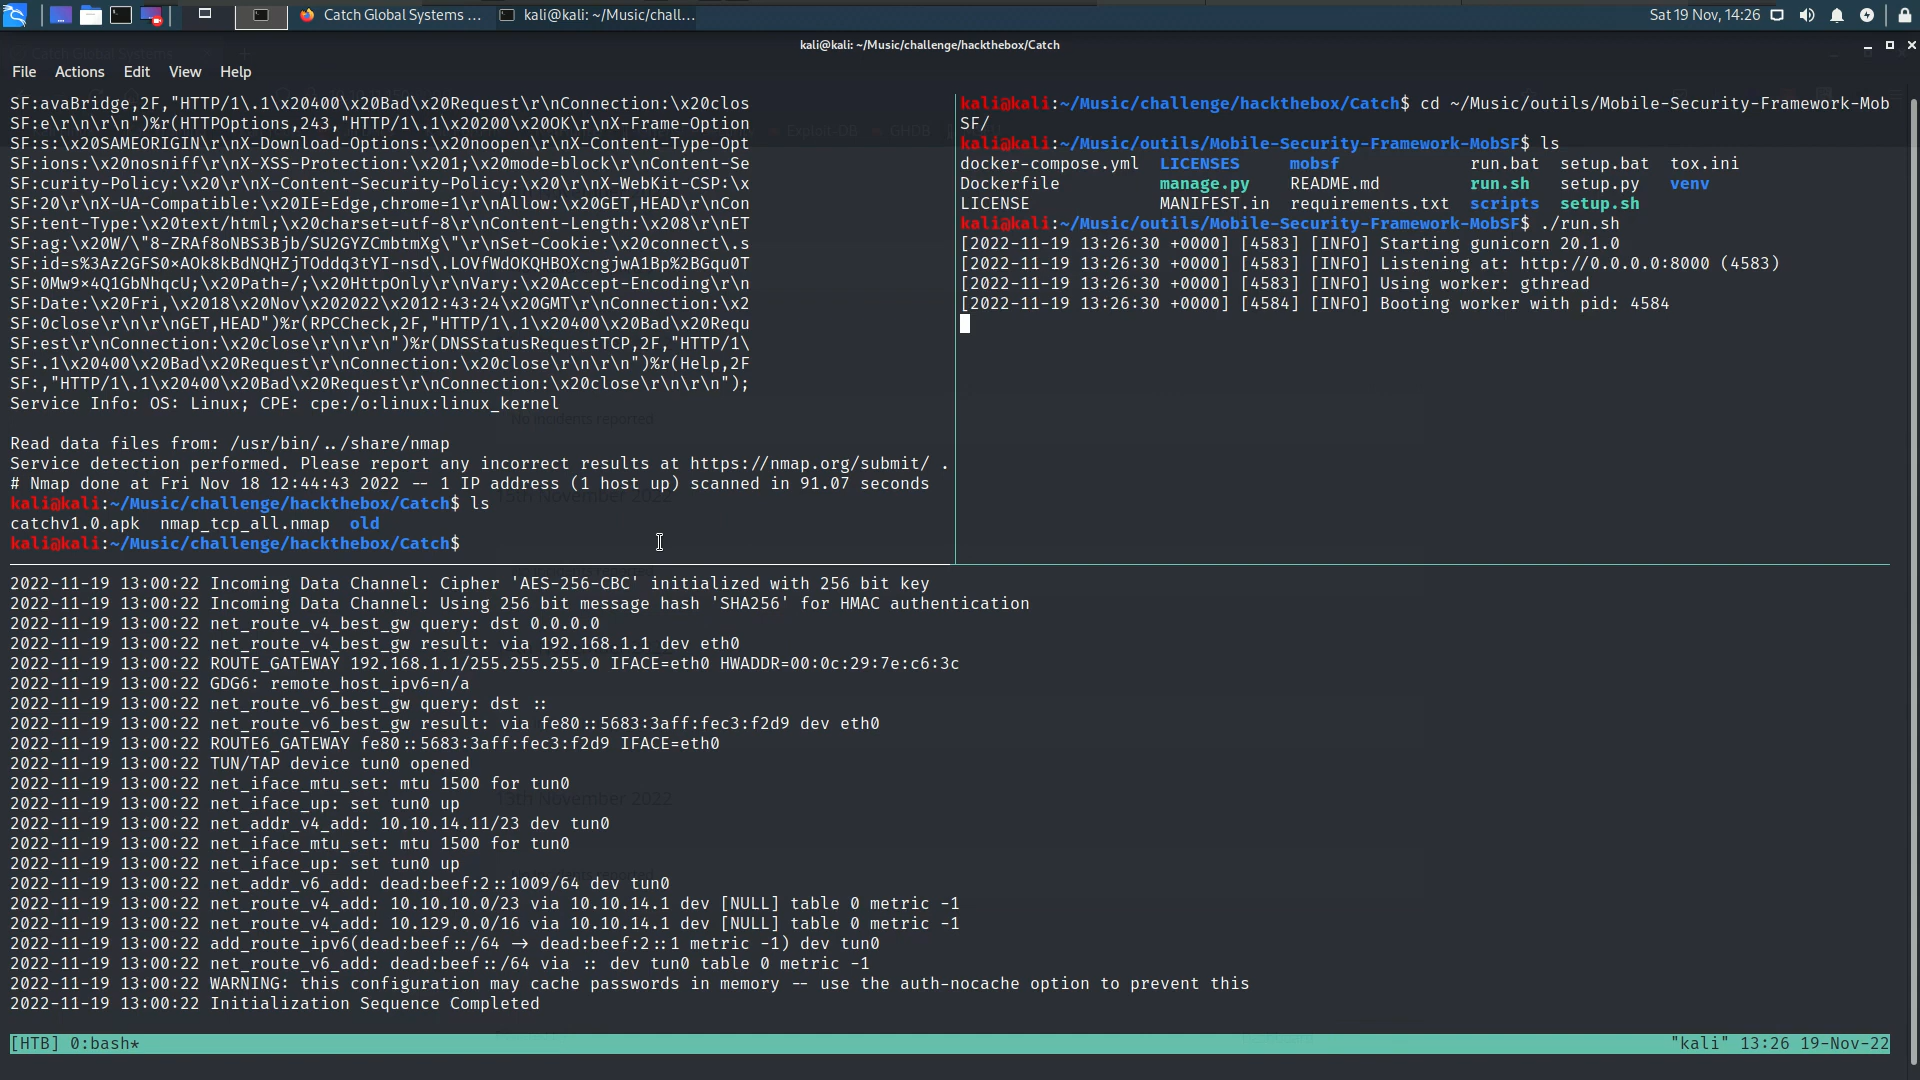 Catch Global Systems ...
kali@kali: ~/Music/chall...
Sat 19 Nov, 14:26
kali@kali: ~/Music/challenge/hackthebox/Catch
File Actions Edit View Help
SF:avaBridge,2F,"HTTP/1\.1\x20400\x20Bad\x20Request\r\nConnection:\x20clos
SF:e\r\n\r\n")%r(HTTPOptions,243,"HTTP/1\.1\x20200\x20OK\r\nX-Frame-Option
SF:s:\x20SAMEORIGIN\r\nX-Download-Options:\x20noopen\r\nX-Content-Type-Opt
SF:ions:\x20nosniff\r\nX-XSS-Protection:\x201;\x20mode=block\r\nContent-Se
SF:curity-Policy:\x20\r\nX-Content-Security-Policy:\x20\r\nX-WebKit-CSP:\x
SF:20\r\nX-UA-Compatible:\x20IE=Edge,chrome=1\r\nAllow:\x20GET,HEAD\r\nCon
SF:tent-Type:\x20text/html;\x20charset=utf-8\r\nContent-Length:\x208\r\nET
SF:ag:\x20W/\"8-ZRAf8oNBS3Bjb/SU2GYZCmbtmXg\"\r\nSet-Cookie:\x20connect\.s
SF:id=s%3Az2GFS0×AOk8kBdNQHZjTOddq3tYI-nsd\.LOVfWdOKQHBOXcngjwA1Bp%2BGqu0T
SF:0Mw9×4Q1GbNhqcU;\x20Path=/;\x20HttpOnly\r\nVary:\x20Accept-Encoding\r\n
SF:Date:\x20Fri,\x2018\x20Nov\x202022\x2012:43:24\x20GMT\r\nConnection:\x2
SF:0close\r\n\r\nGET,HEAD")%r(RPCCheck,2F,"HTTP/1\.1\x20400\x20Bad\x20Requ
SF:est\r\nConnection:\x20close\r\n\r\n")%r(DNSStatusRequestTCP,2F,"HTTP/1\
SF:.1\x20400\x20Bad\x20Request\r\nConnection:\x20close\r\n\r\n")%r(Help,2F
SF:,"HTTP/1\.1\x20400\x20Bad\x20Request\r\nConnection:\x20close\r\n\r\n");
Service Info: OS: Linux; CPE: cpe:/o:linux:linux_kernel
Read data files from: /usr/bin/../share/nmap
Service detection performed. Please report any incorrect results at https://nmap.org/submit/ .
# Nmap done at Fri Nov 18 12:44:43 2022 -- 1 IP address (1 host up) scanned in 91.07 seconds
kali@kali:~/Music/challenge/hackthebox/Catch$ ls
catchv1.0.apk nmap_tcp_all.nmap old
kali@kali:~/Music/challenge/hackthebox/Catch$
kali@kali:~/Music/challenge/hackthebox/Catch$ cd ~/Music/outils/Mobile-Security-Framework-Mob
SF/
kali@kali:~/Music/outils/Mobile-Security-Framework-MobSF$ ls
docker-compose.yml LICENSES mobsf run.bat setup.bat tox.ini
Dockerfile manage.py README.md run.sh setup.py venv
LICENSE MANIFEST.in requirements.txt scripts setup.sh
kali@kali:~/Music/outils/Mobile-Security-Framework-MobSF$ ./run.sh
[2022-11-19 13:26:30 +0000] [4583] [INFO] Starting gunicorn 20.1.0
[2022-11-19 13:26:30 +0000] [4583] [INFO] Listening at: http://0.0.0.0:8000 (4583)
[2022-11-19 13:26:30 +0000] [4583] [INFO] Using worker: gthread
[2022-11-19 13:26:30 +0000] [4584] [INFO] Booting worker with pid: 4584
2022-11-19 13:00:22 Incoming Data Channel: Cipher 'AES-256-CBC' initialized with 256 bit key
2022-11-19 13:00:22 Incoming Data Channel: Using 256 bit message hash 'SHA256' for HMAC authentication
2022-11-19 13:00:22 net_route_v4_best_gw query: dst 0.0.0.0
2022-11-19 13:00:22 net_route_v4_best_gw result: via 192.168.1.1 dev eth0
2022-11-19 13:00:22 ROUTE_GATEWAY 192.168.1.1/255.255.255.0 IFACE=eth0 HWADDR=00:0c:29:7e:c6:3c
2022-11-19 13:00:22 GDG6: remote_host_ipv6=n/a
2022-11-19 13:00:22 net_route_v6_best_gw query: dst ::
2022-11-19 13:00:22 net_route_v6_best_gw result: via fe80::5683:3aff:fec3:f2d9 dev eth0
2022-11-19 13:00:22 ROUTE6_GATEWAY fe80::5683:3aff:fec3:f2d9 IFACE=eth0
2022-11-19 13:00:22 TUN/TAP device tun0 opened
2022-11-19 13:00:22 net_iface_mtu_set: mtu 1500 for tun0
2022-11-19 13:00:22 net_iface_up: set tun0 up
2022-11-19 13:00:22 net_addr_v4_add: 10.10.14.11/23 dev tun0
2022-11-19 13:00:22 net_iface_mtu_set: mtu 1500 for tun0
2022-11-19 13:00:22 net_iface_up: set tun0 up
2022-11-19 13:00:22 net_addr_v6_add: dead:beef:2::1009/64 dev tun0
2022-11-19 13:00:22 net_route_v4_add: 10.10.10.0/23 via 10.10.14.1 dev [NULL] table 0 metric -1
2022-11-19 13:00:22 net_route_v4_add: 10.129.0.0/16 via 10.10.14.1 dev [NULL] table 0 metric -1
2022-11-19 13:00:22 add_route_ipv6(dead:beef::/64 → dead:beef:2::1 metric -1) dev tun0
2022-11-19 13:00:22 net_route_v6_add: dead:beef::/64 via :: dev tun0 table 0 metric -1
2022-11-19 13:00:22 WARNING: this configuration may cache passwords in memory -- use the auth-nocache option to prevent this
2022-11-19 13:00:22 Initialization Sequence Completed
[HTB] 0:bash* "kali" 13:26 19-Nov-22